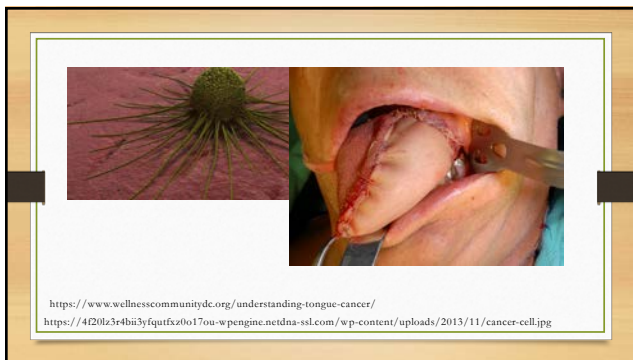 https://www.wellnesscommunitydc.org/understanding-tongue-cancer/
https://4f20lz3r4bii3yfqutfxz0o17ou-wpengine.netdna-ssl.com/wp-content/uploads/2013/11/cancer-cell.jpg